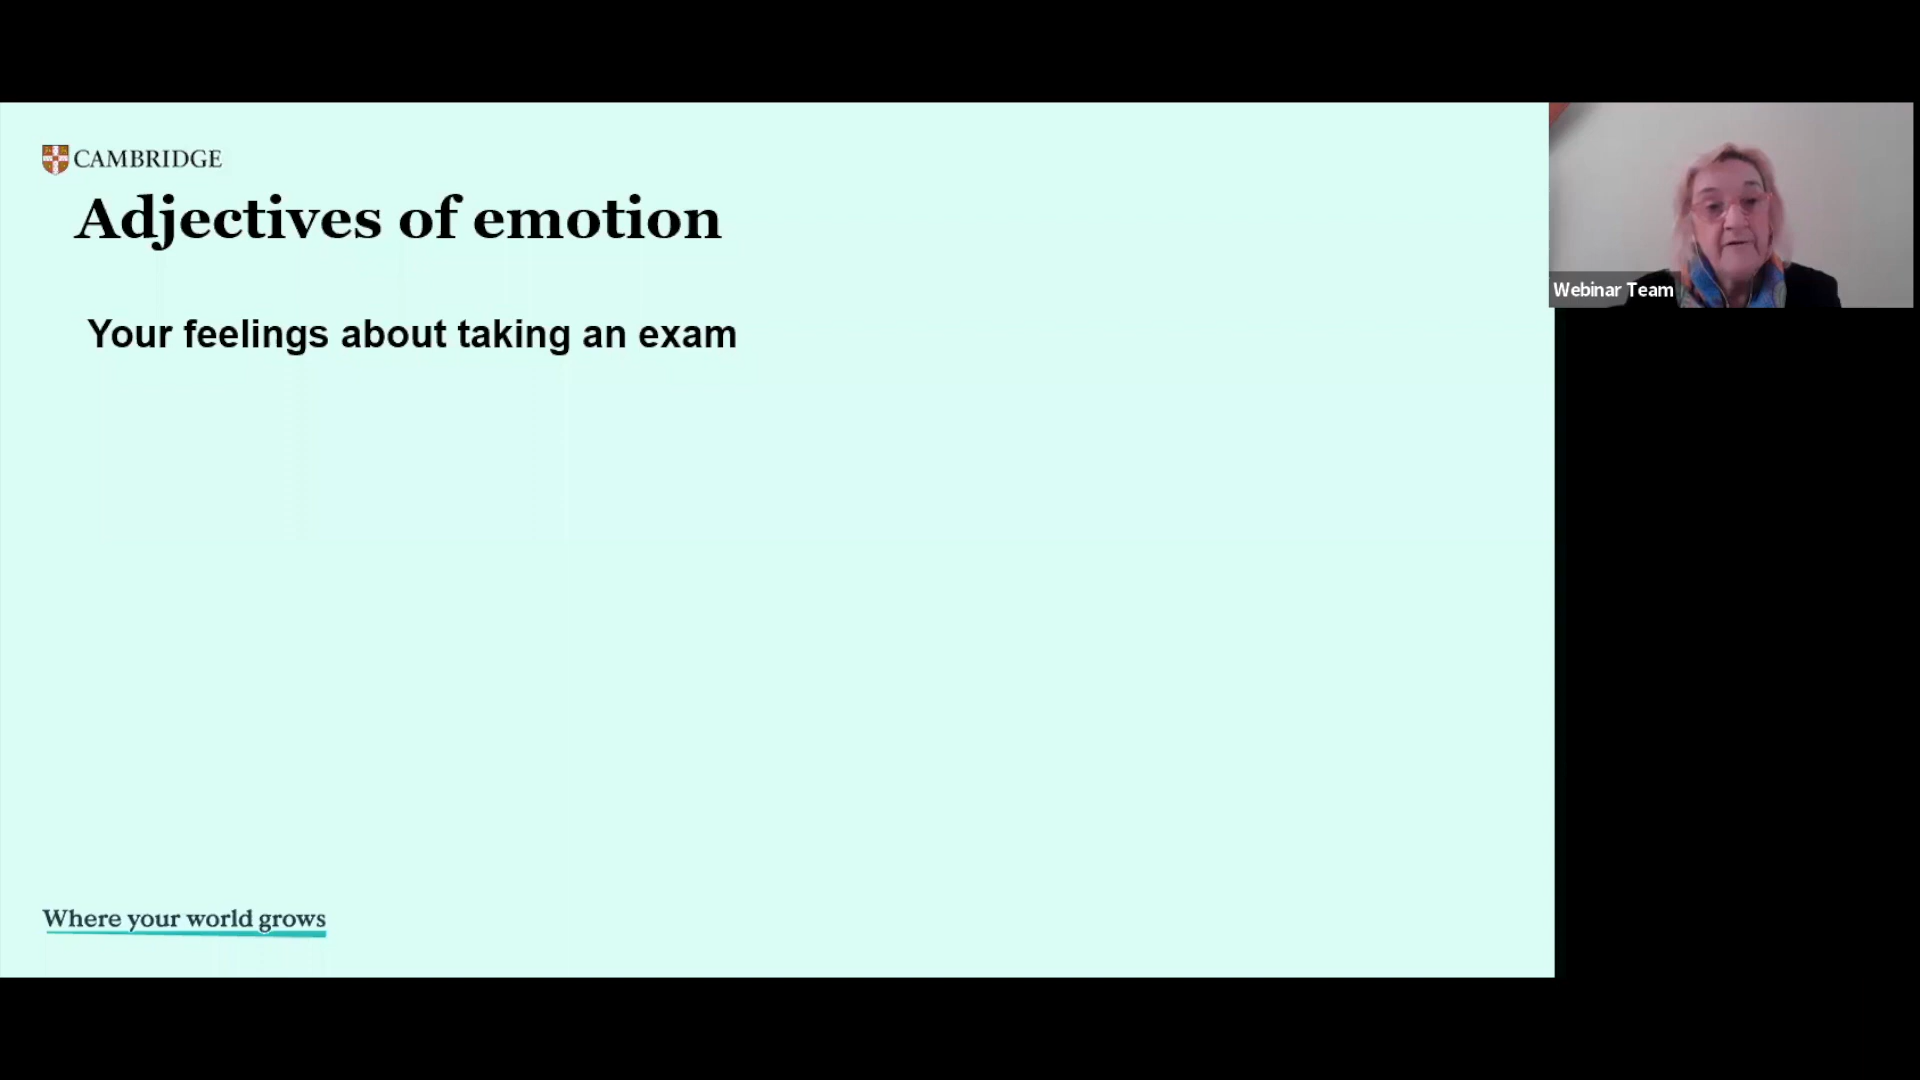 CAMBRIDGE
Adjectives of emotion
Your feelings about taking an exam
Where your world grows
Webinar Team